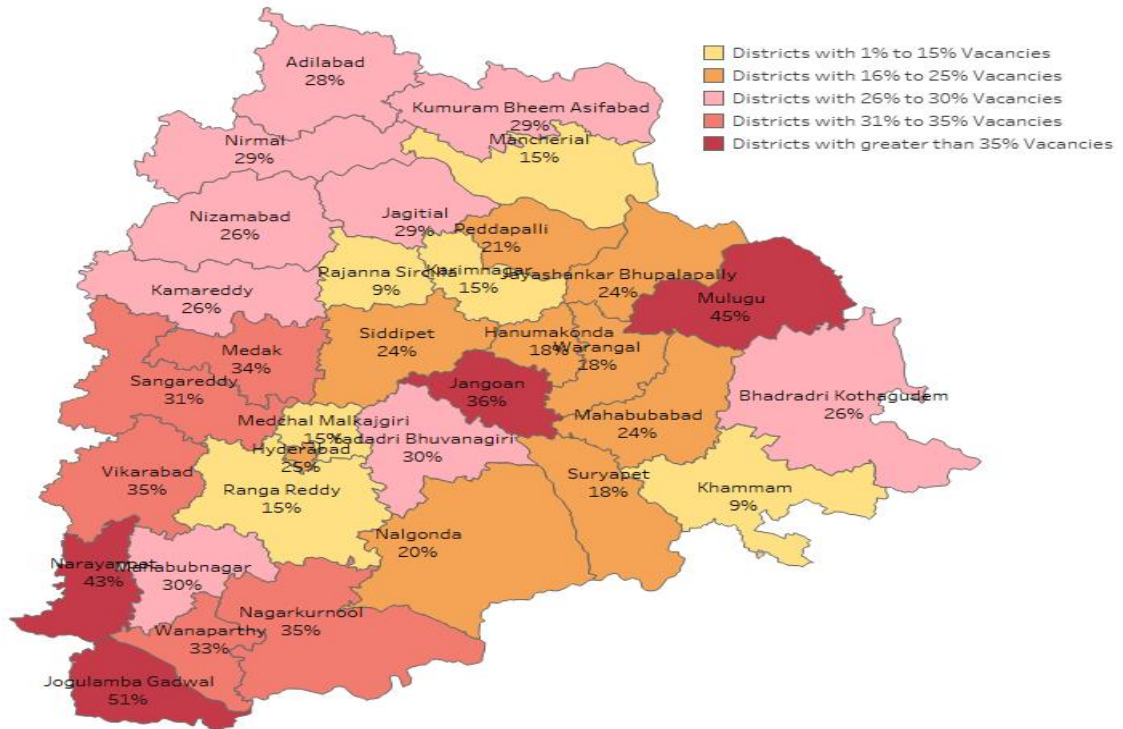 Adilabad
28%
Districts with 1% to 15% Vacancies
Districts with 16% to 25% Vacancies
Districts with 26% to 30% Vacancies
Districts with 31% to 35% Vacancies
Districts with greater than 35% Vacancies
Kumuram Bheem Asifabad
29%
Nirmal
29%
Mancherial
15%
Nizamabad
26%
Jagitial
29%
Peddapalli
21%
Rajanna Sircilla
9%
Karimnagar
15%
Jayashankar Bhupalapally
24%
Mulugu
45%
Kamareddy
26%
Siddipet
24%
Hanumakonda
18%
Warangal
18%
Medak
34%
Sangareddy
31%
Jangoan
36%
Bhadradri Kothagudem
26%
Mahabubabad
24%
Medchal Malkajgiri
15%
Yadadri Bhuvanagiri
30%
Hyderabad
25%
Vikarabad
35%
Ranga Reddy
15%
Suryapet
18%
Khammam
9%
Nalgonda
20%
Narayanpet
43%
Mahabubnagar
30%
Nagarkurnool
35%
Wanaparthy
33%
Jogulamba Gadwal
51%